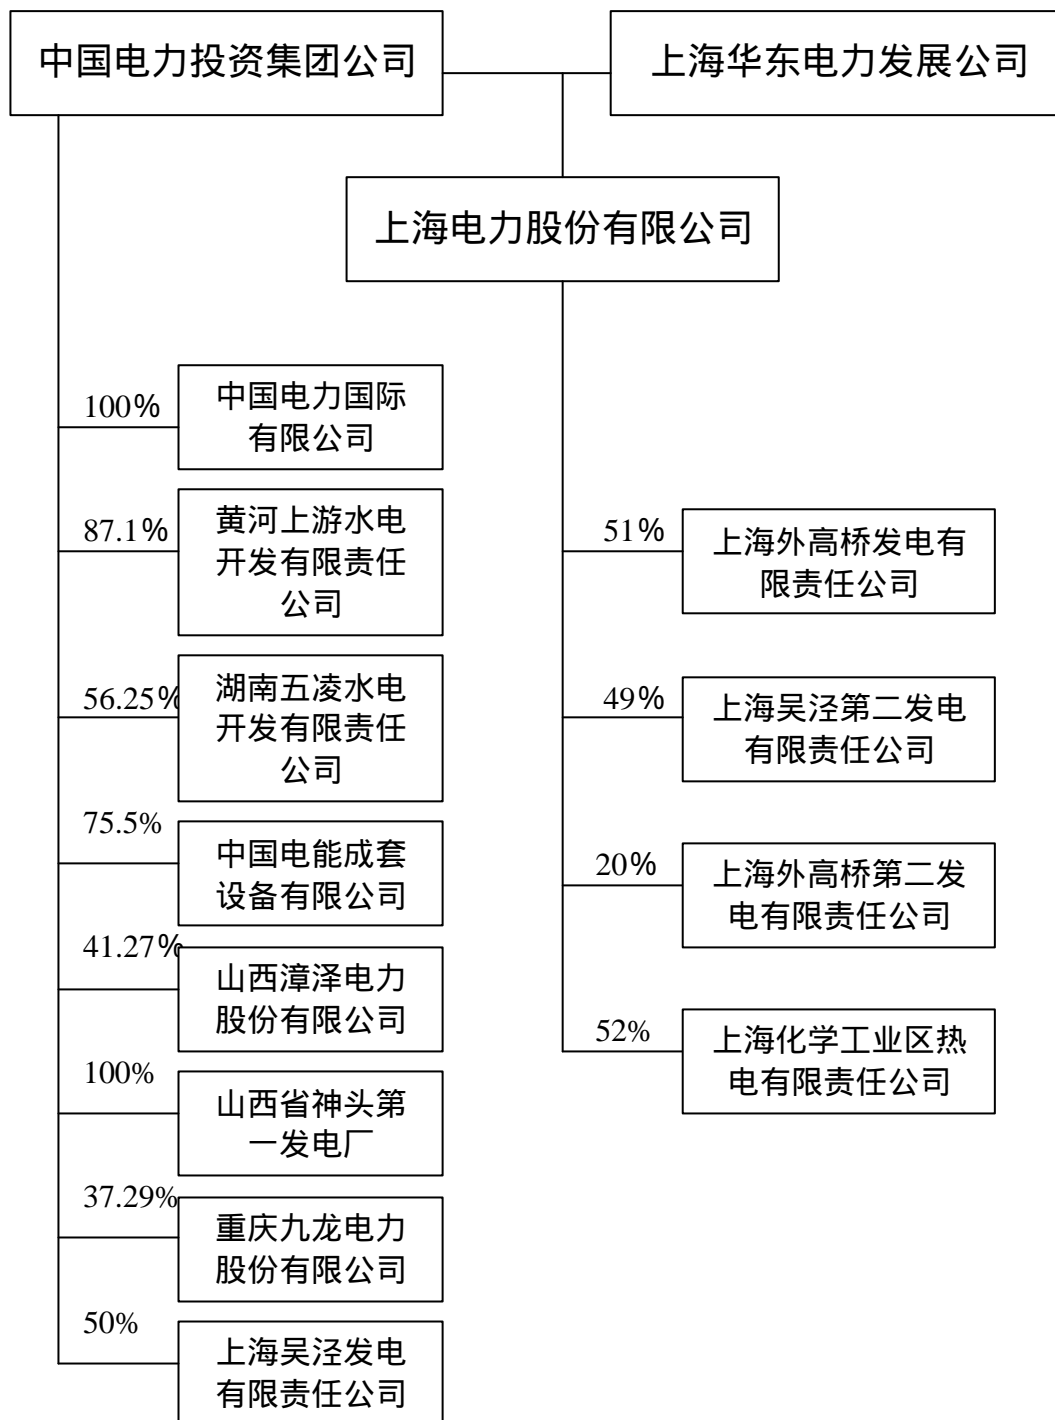 中国电力投资集团公司
上海华东电力发展公司
上海电力股份有限公司
100%
中国电力国际
有限公司
87.1%
黄河上游水电
开发有限责任
公司
56.25%
湖南五凌水电
开发有限责任
公司
75.5%
中国电能成套
设备有限公司
41.27%
山西漳泽电力
股份有限公司
100%
山西省神头第
一发电厂
37.29%
重庆九龙电力
股份有限公司
50%
上海吴泾发电
有限责任公司
51%
上海外高桥发电有
限责任公司
49%
上海吴泾第二发电
有限责任公司
20%
上海外高桥第二发
电有限责任公司
52%
上海化学工业区热
电有限责任公司